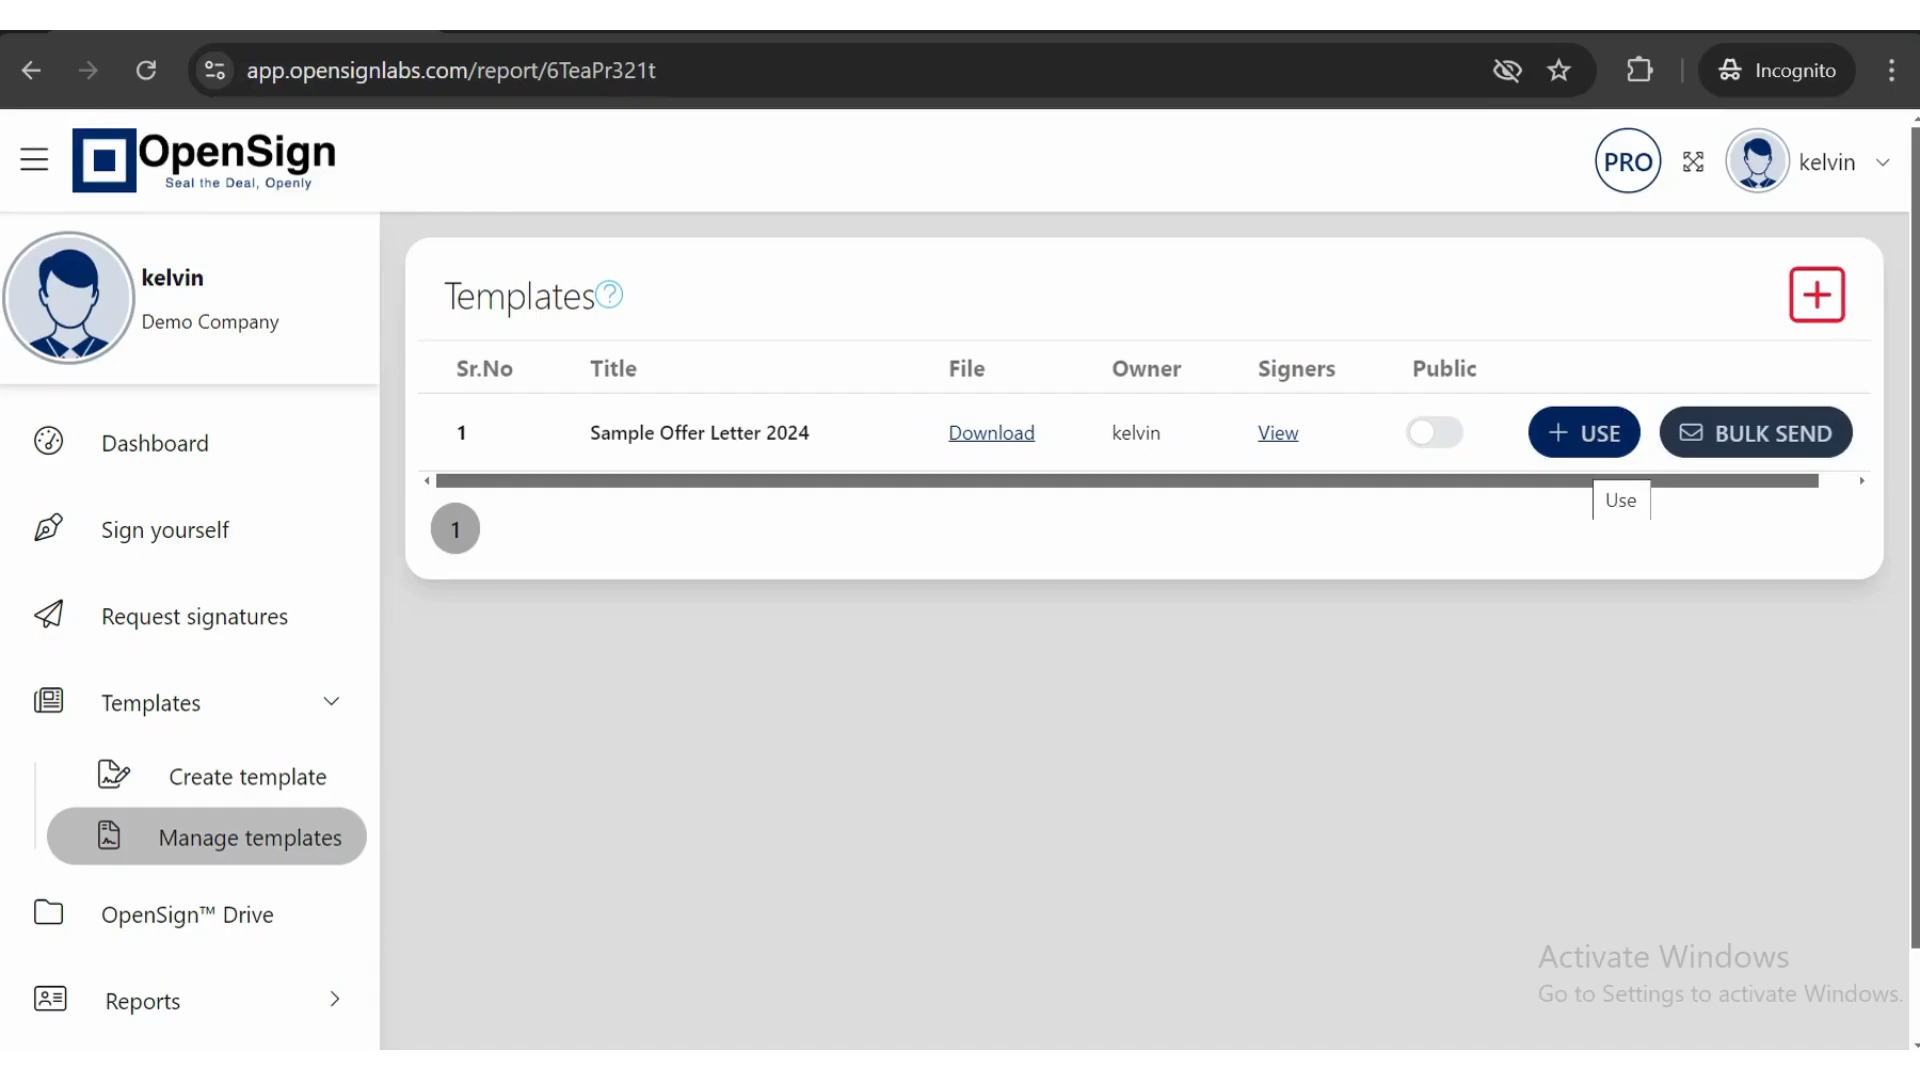 app.opensignlabs.com/report/6TeaPr321t
Incognito
OpenSign
Seal the Deal, Openly
PRO
kelvin
kelvin
Demo Company
Dashboard
Sign yourself
Request signatures
Templates
Create template
Manage templates
OpenSign™ Drive
Reports
Templates?
Sr.No Title File Owner Signers Public
1 Sample Offer Letter 2024 Download kelvin View + USE BULK SEND
Use
1
Activate Windows
Go to Settings to activate Windows.